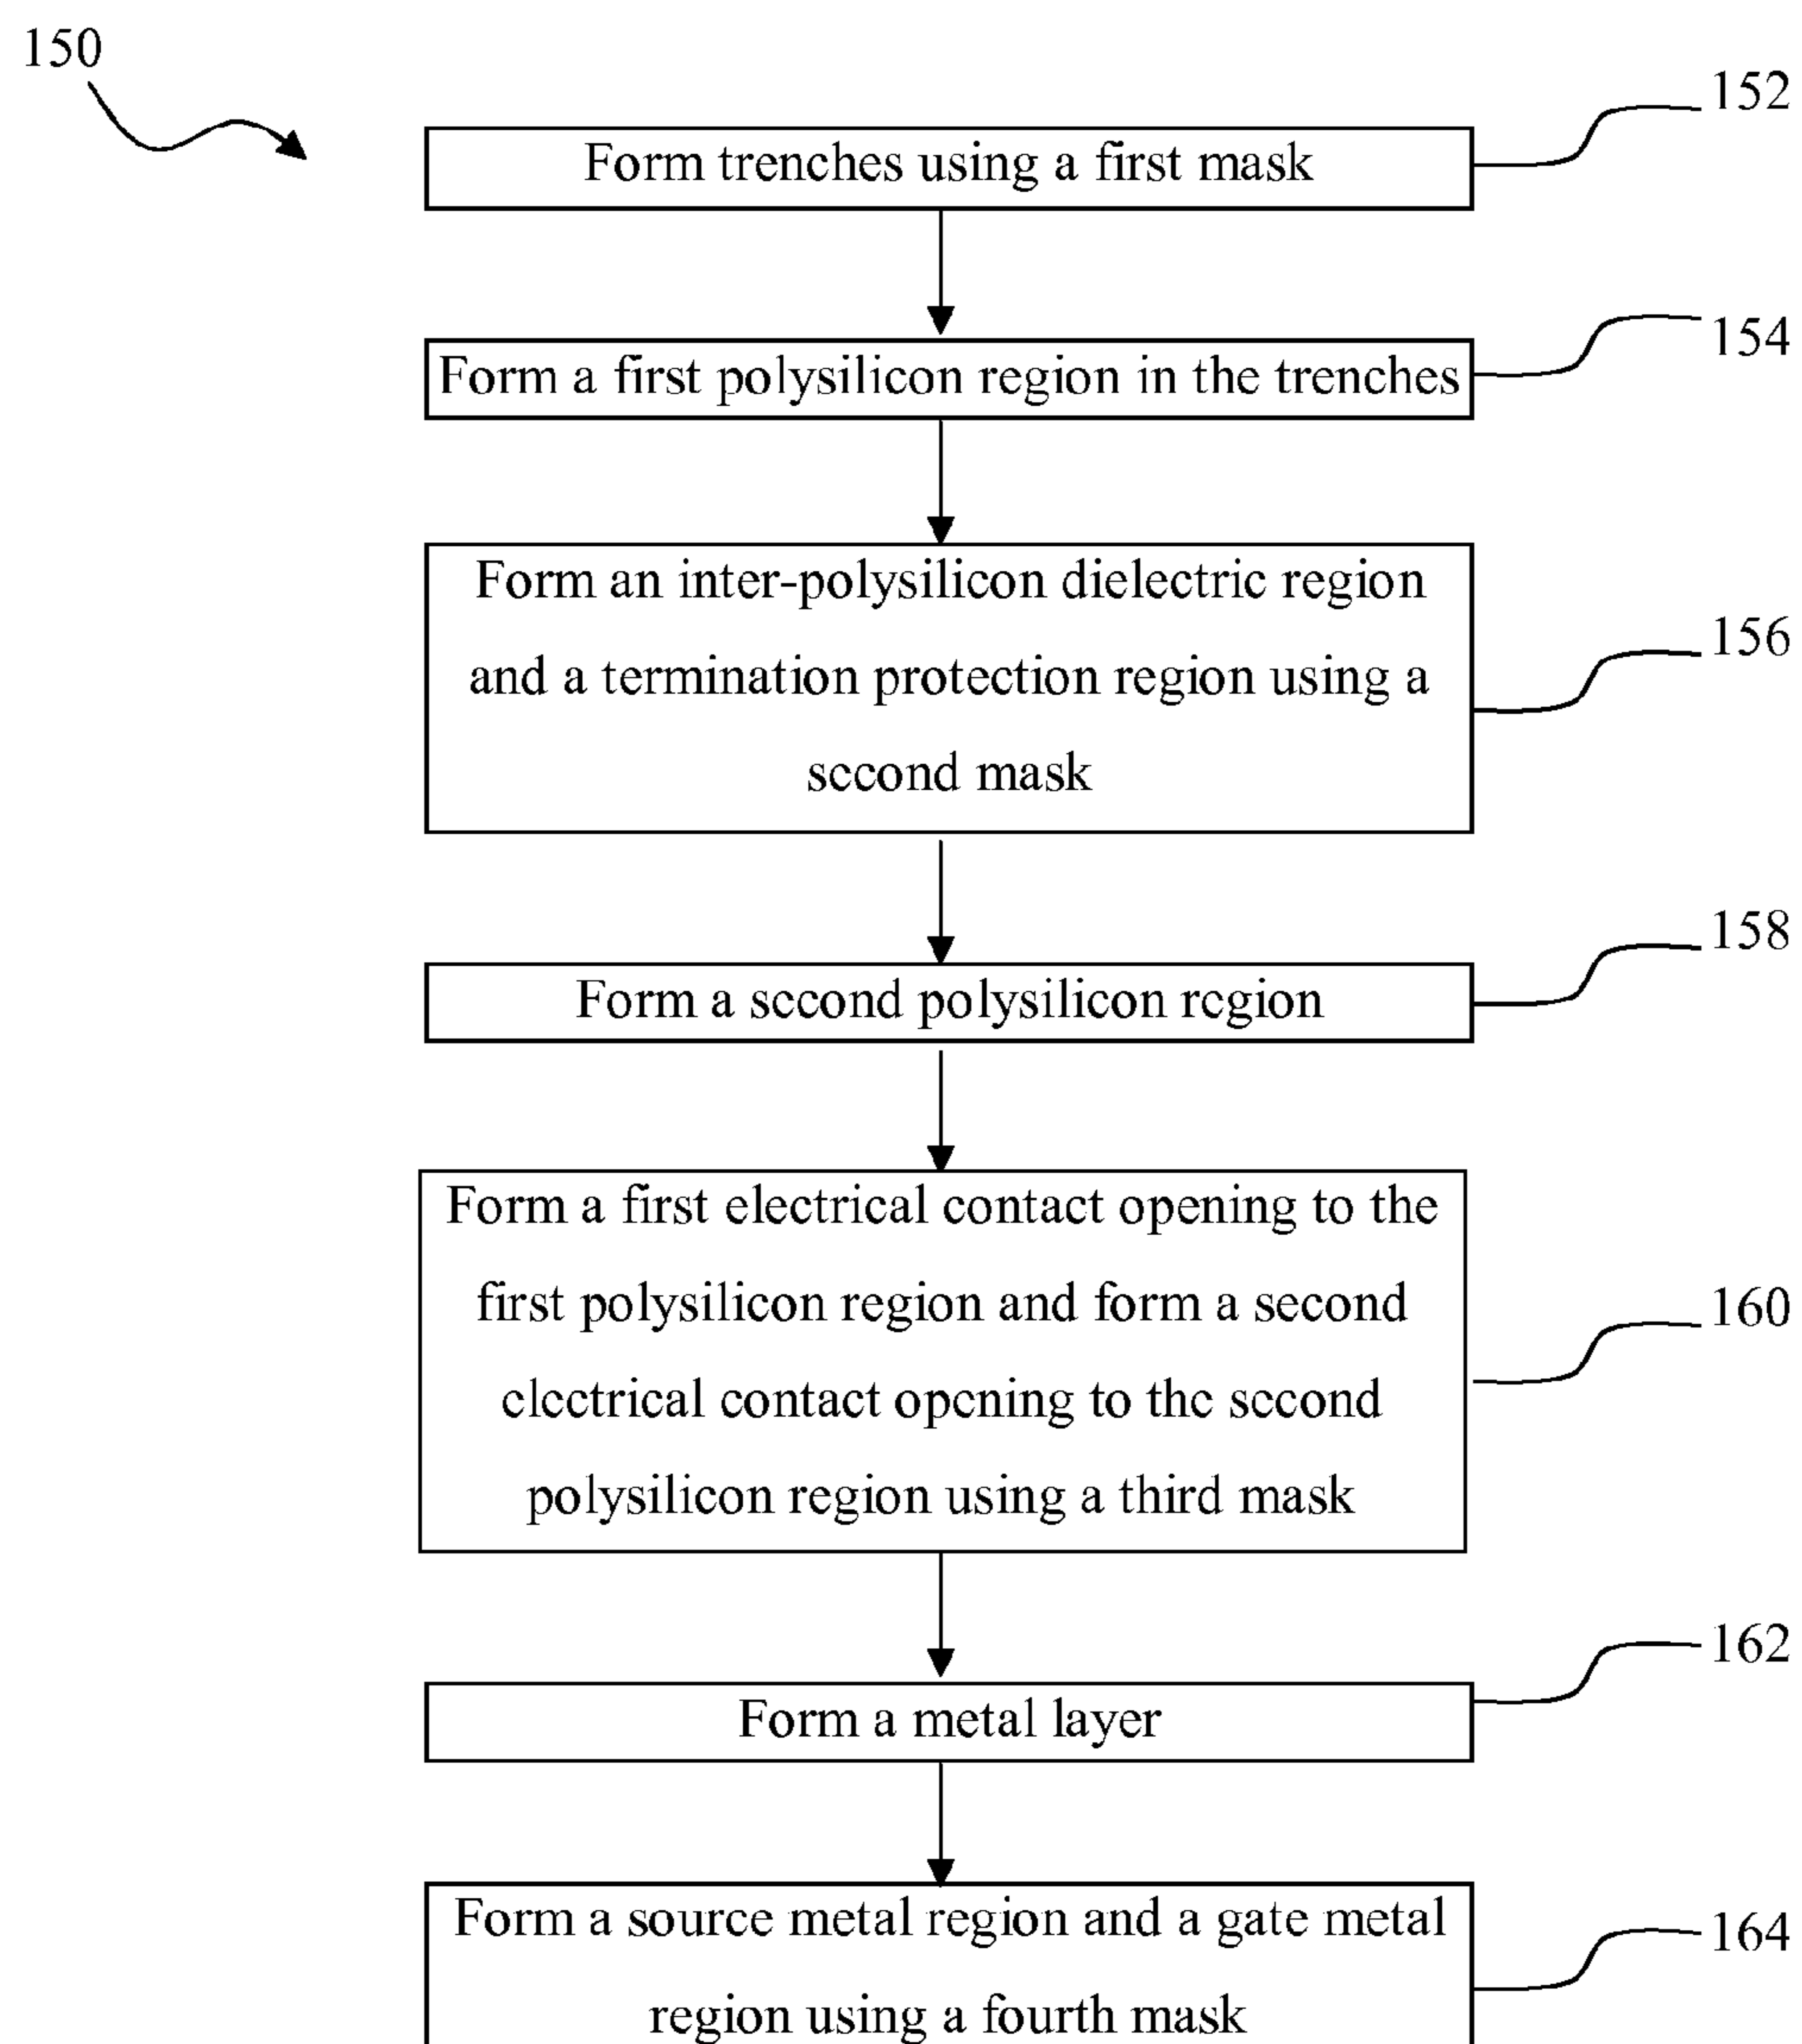 150
152
Form trenches using a first mask
154
Form a first polysilicon region in the trenches
Form an inter-polysilicon dielectric region
156
and a termination protection region using a
second mask
158
Form a second polysilicon region
Form a first electrical contact opening to the
160
first polysilicon region and form a second
electrical contact opening to the second
polysilicon region using a third mask
162
Form a metal layer
Form a source metal region and a gate metal
164
region using a fourth mask